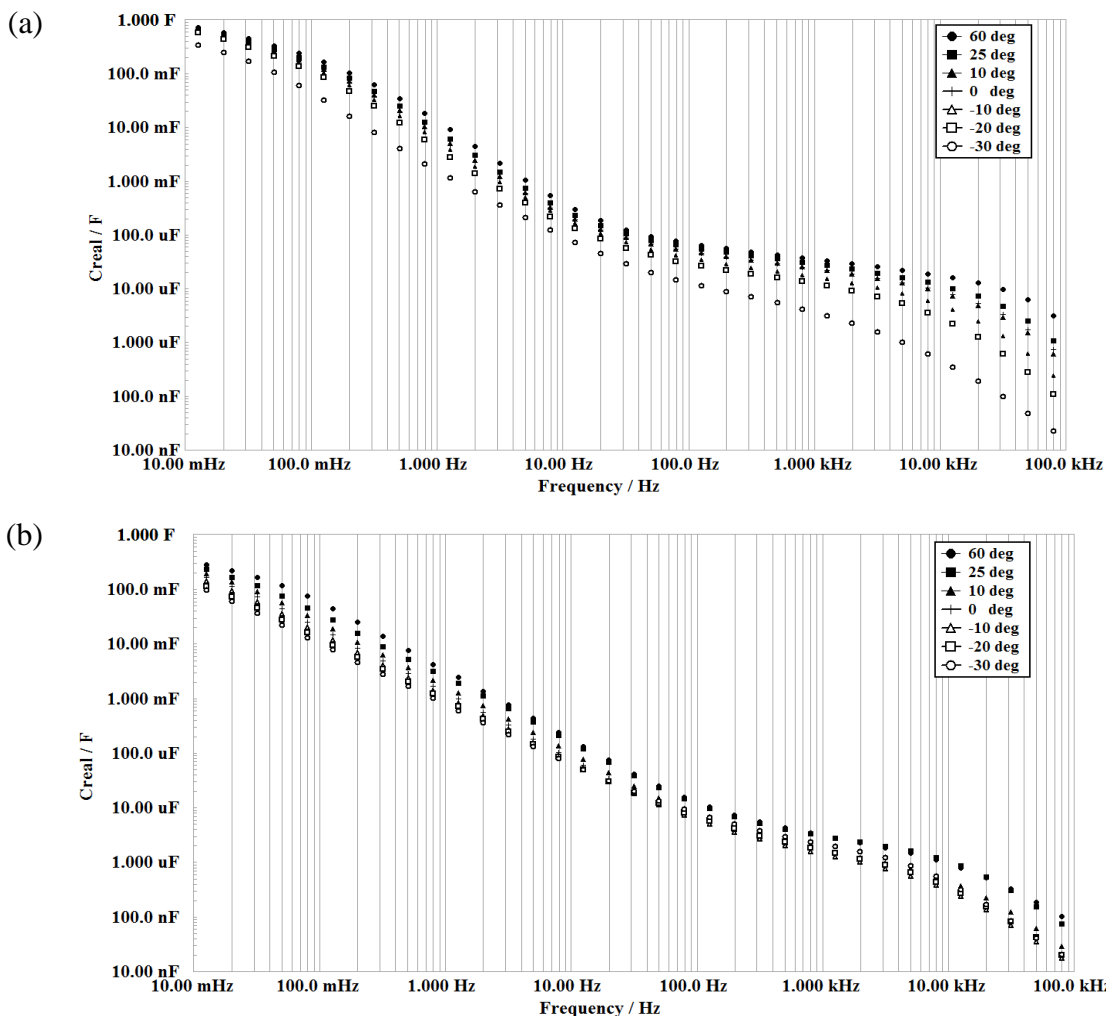 (a)
1.000 F
100.0 mF
10.00 mF
1.000 mF
100.0 uF
10.00 uF
1.000 uF
100.0 nF
10.00 nF
Creal / F
60 deg
25 deg
10 deg
0 deg
-10 deg
-20 deg
-30 deg
10.00 mHz
100.0 mHz
1.000 Hz
10.00 Hz
100.0 Hz
1.000 kHz
10.00 kHz
100.0 kHz
Frequency / Hz
(b)
1.000 F
100.0 mF
10.00 mF
1.000 mF
100.0 uF
10.00 uF
1.000 uF
100.0 nF
10.00 nF
Creal / F
60 deg
25 deg
10 deg
0 deg
-10 deg
-20 deg
-30 deg
10.00 mHz
100.0 mHz
1.000 Hz
10.00 Hz
100.0 Hz
1.000 kHz
10.00 kHz
100.0 kHz
Frequency / Hz